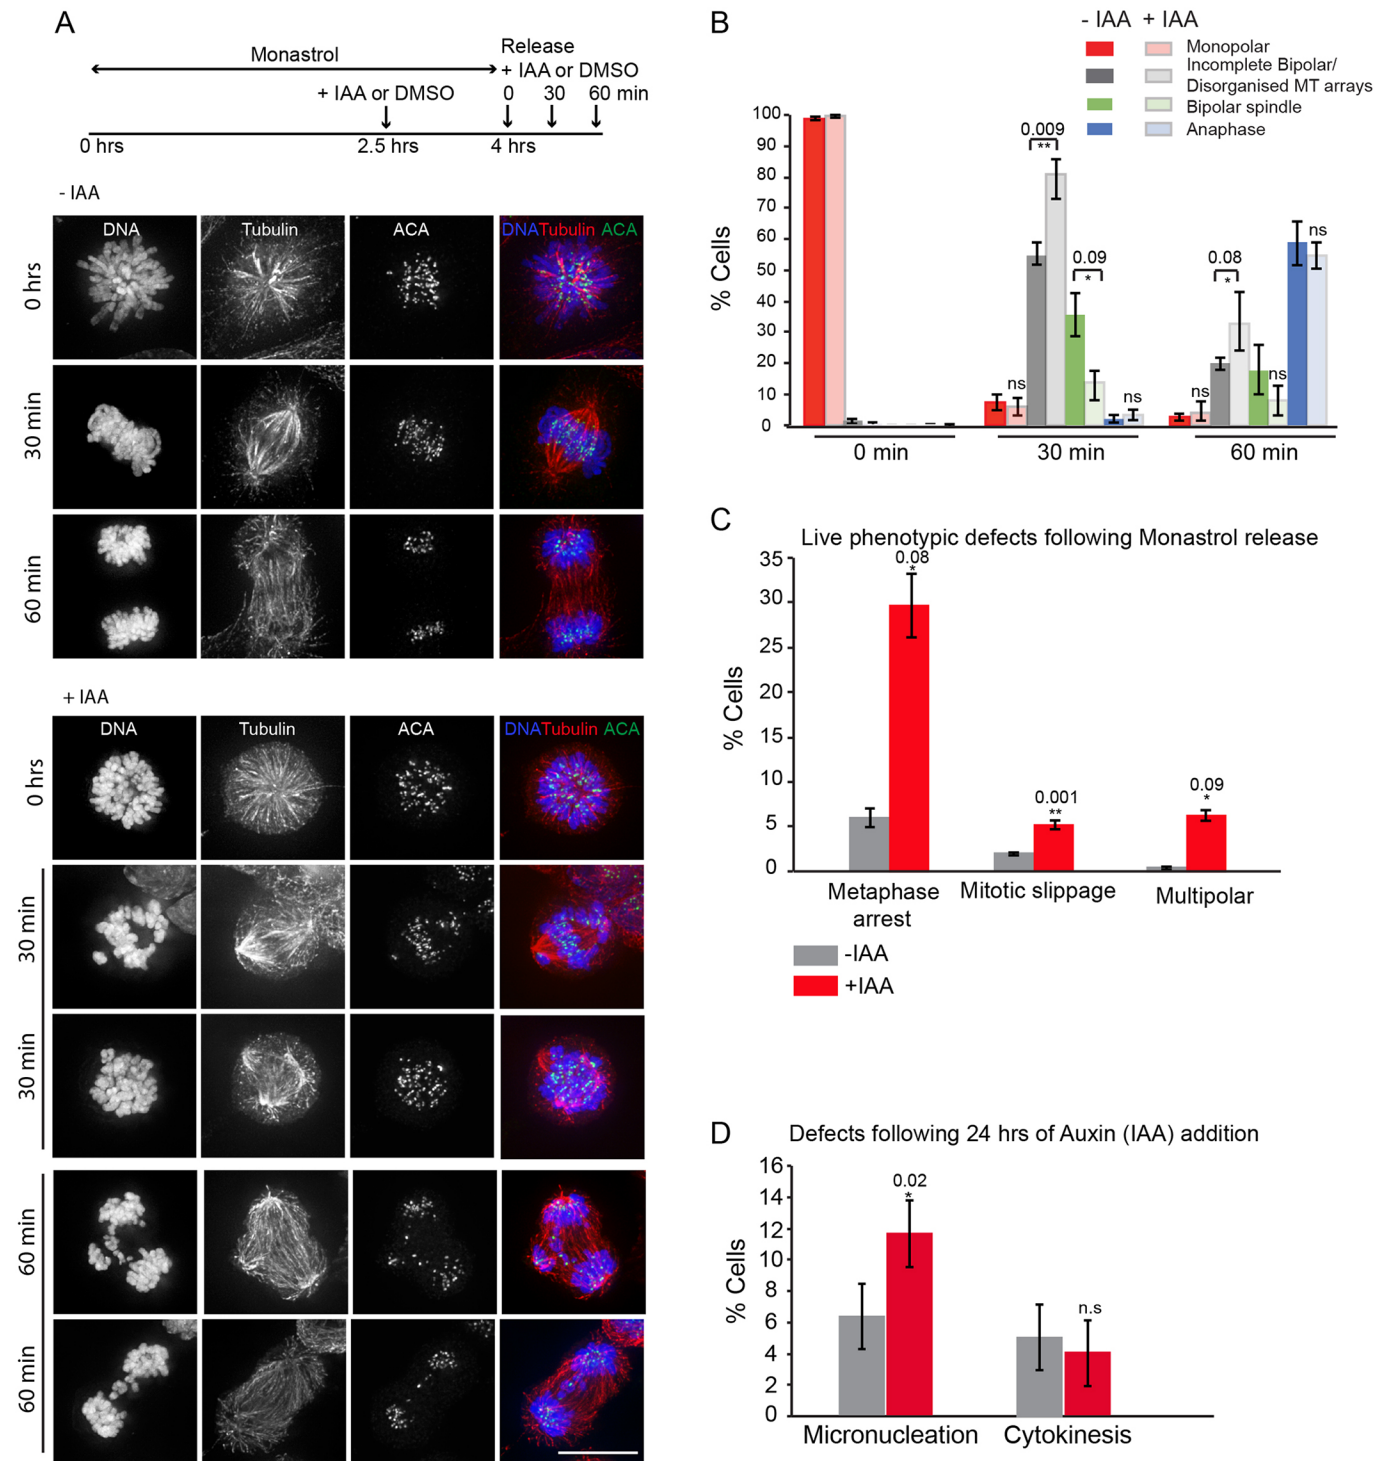 A
Monastrol
Release
+ IAA or DMSO
+ IAA or DMSO
0 30 60 min
0 hrs 2.5 hrs 4 hrs
- IAA
DNA Tubulin ACA DNATubulin ACA
0 hrs
30 min
60 min
+ IAA
DNA Tubulin ACA DNATubulin ACA
0 hrs
30 min
30 min
60 min
60 min
B
- IAA + IAA
Monopolar
Incomplete Bipolar/
Disorganised MT arrays
Bipolar spindle
Anaphase
% Cells
100
90
80
70
60
50
40
30
20
10
0
0.009
**
0.09
*
ns
ns
0.08
*
ns
ns
ns
0 min 30 min 60 min
C
Live phenotypic defects following Monastrol release
% Cells
35
30
25
20
15
10
5
0
0.08
*
0.001
**
0.09
*
Metaphase
arrest
Mitotic slippage
Multipolar
-IAA
+IAA
D
Defects following 24 hrs of Auxin (IAA) addition
% Cells
16
14
12
10
8
6
4
2
0
0.02
*
n.s
Micronucleation Cytokinesis